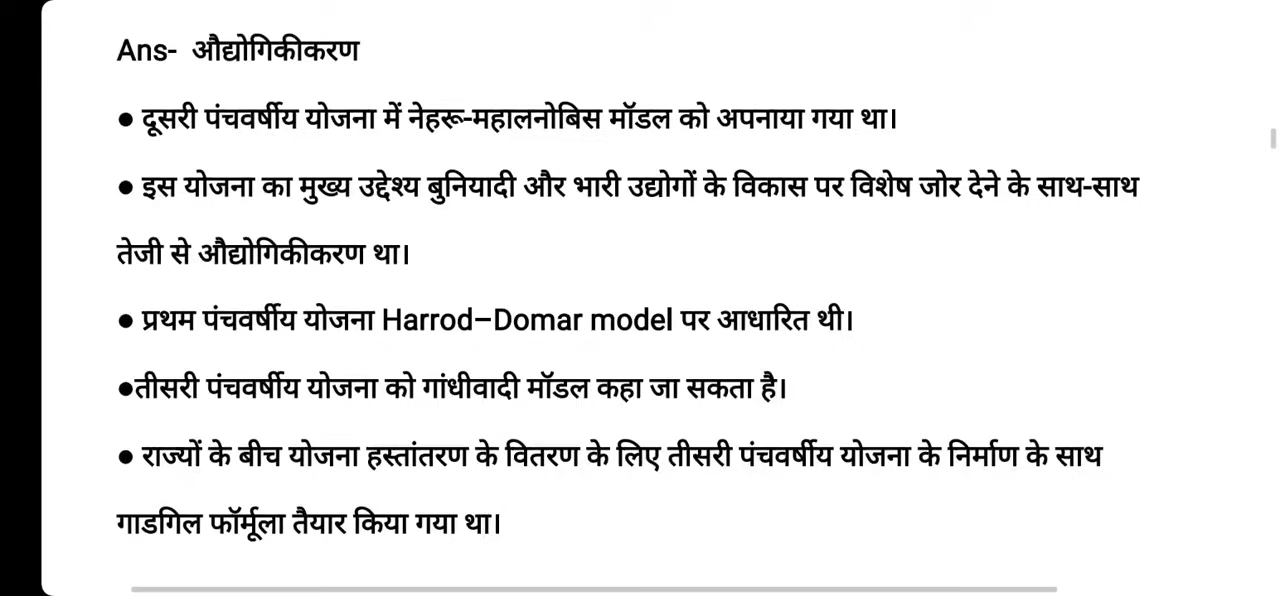 Ans- औद्योगिकीकरण
● दूसरी पंचवर्षीय योजना में नेहरू-महालनोबिस मॉडल को अपनाया गया था।
● इस योजना का मुख्य उद्देश्य बुनियादी और भारी उद्योगों के विकास पर विशेष जोर देने के साथ-साथ
तेजी से औद्योगिकीकरण था।
● प्रथम पंचवर्षीय योजना Harrod–Domar model पर आधारित थी।
●तीसरी पंचवर्षीय योजना को गांधीवादी मॉडल कहा जा सकता है।
● राज्यों के बीच योजना हस्तांतरण के वितरण के लिए तीसरी पंचवर्षीय योजना के निर्माण के साथ
गाडगिल फॉर्मूला तैयार किया गया था।